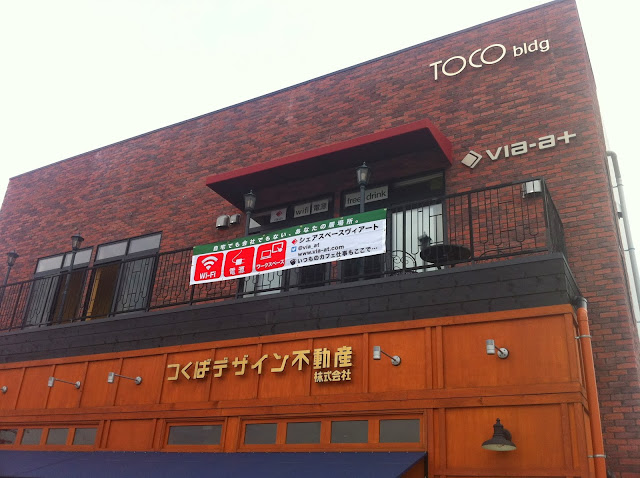 TOCO bldg
via-a+
wifi 電源
free drink
自宅でも会社でもない、あなたの居場所。
Wi-Fi
電源
ワークスペース
シェアスペースヴィアート
@via_at
www.via-at.com
いつものカフェ仕事もここで…
つくばデザイン不動産
株式会社